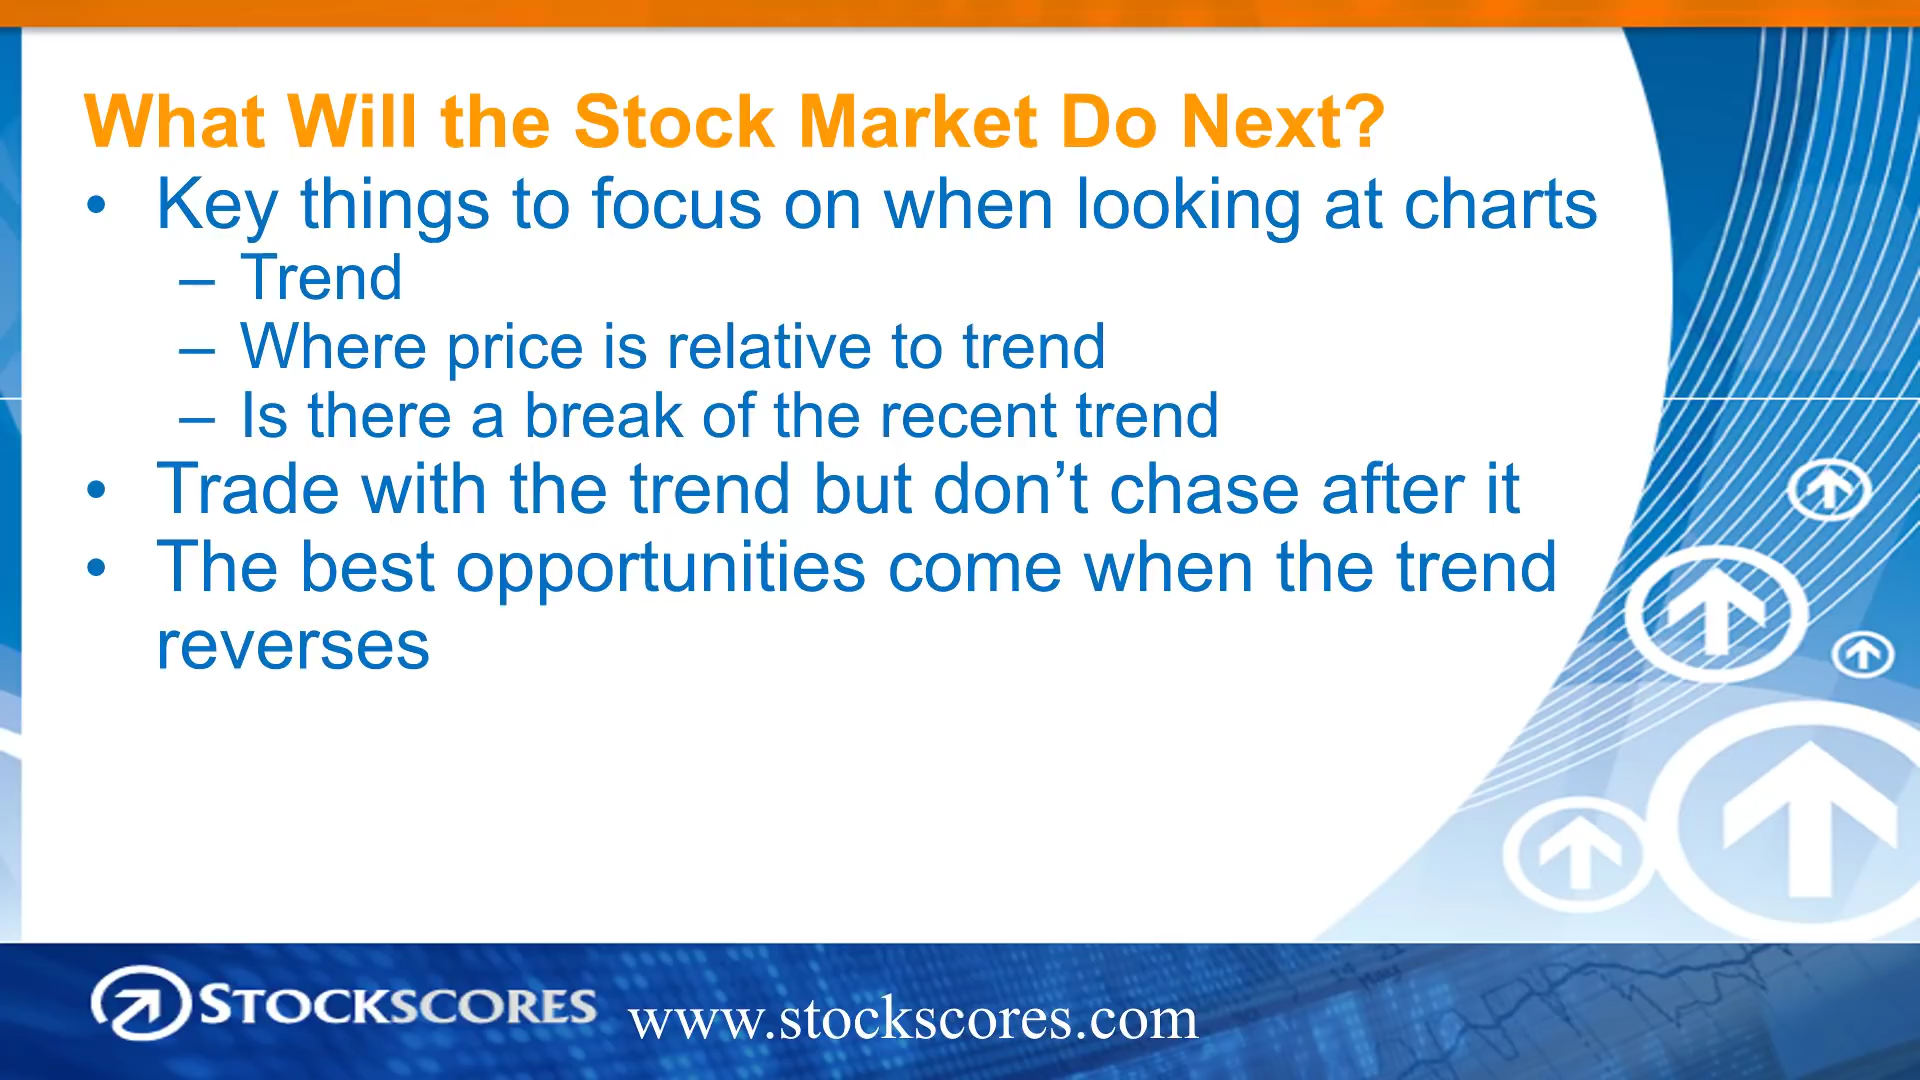 What Will the Stock Market Do Next?
• Key things to focus on when looking at charts
– Trend
– Where price is relative to trend
– Is there a break of the recent trend
• Trade with the trend but don’t chase after it
• The best opportunities come when the trend
reverses
STOCKSCORES www.stockscores.com